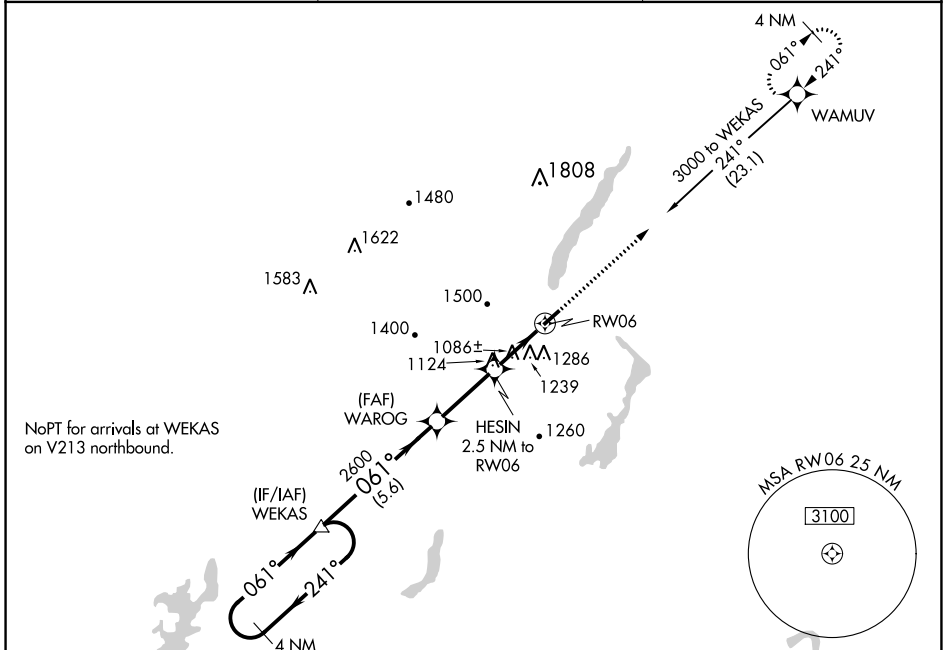 4 NM
061°
241°
WAMUV
3000 to WEKAS
241°
(23.1)
1808
1480
1622
1583
1500
1400
RW06
1086±
1124
1286
1239
(FAF)
WAROG
HESIN
2.5 NM to
RW06
1260
NoPT for arrivals at WEKAS
on V213 northbound.
2600
061°
(5.6)
(IF/IAF)
WEKAS
061°
241°
4 NM
MSA RW06 25 NM
3100